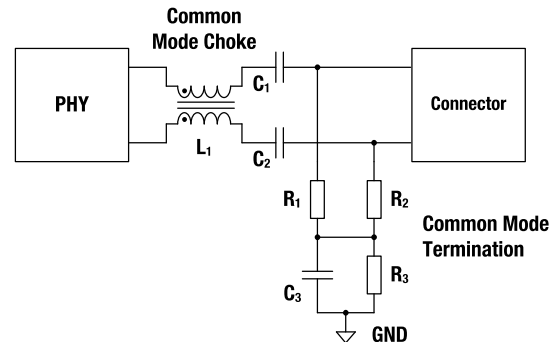 Common
Mode Choke
PHY
C1
Connector
L1
C2
R1
R2
Common Mode
Termination
C3
R3
GND